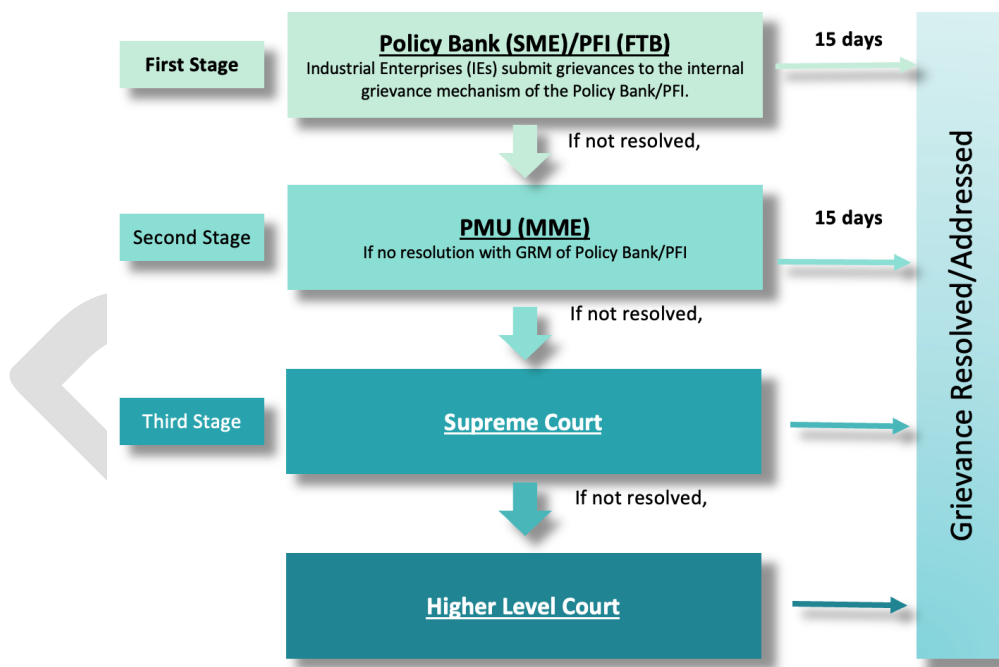 Policy Bank (SME)/PFI (FTB)
15 days
First Stage
Industrial Enterprises (IEs) submit grievances to the internal
grievance mechanism of the Policy Bank/PFI.
If not resolved,
PMU (MME)
15 days
Second Stage
If no resolution with GRM of Policy Bank/PFI
If not resolved,
Third Stage
Supreme Court
If not resolved,
Higher Level Court
Grievance Resolved/Addressed